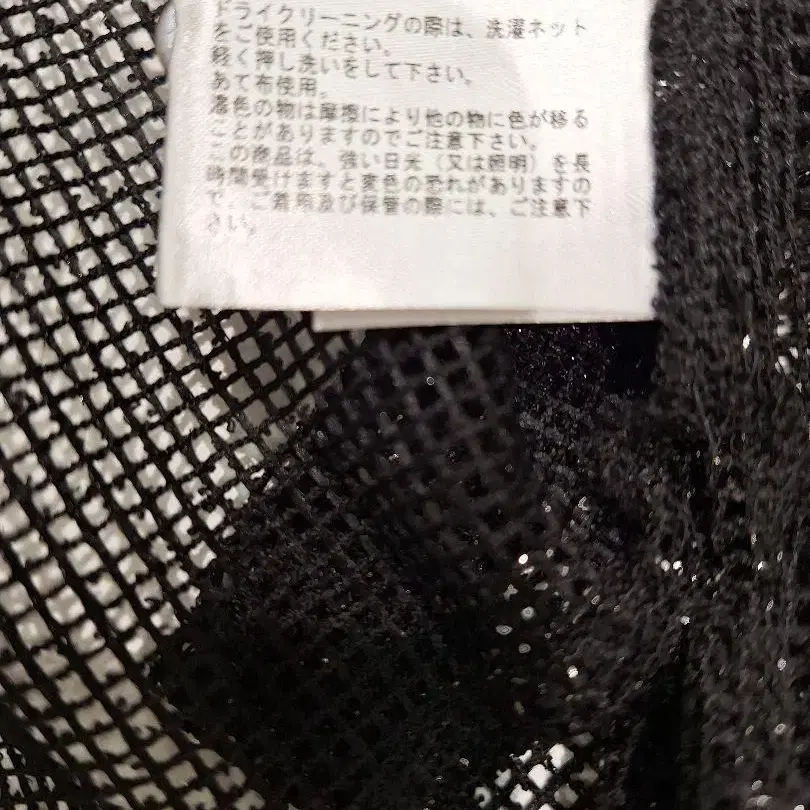 ドライクリーニングの際は、洗濯ネット
をご使用ください。
軽く押し洗いをして下さい。
あて布使用。
濃色の物は摩擦により他の物に色が移る
ことがありますのでご注意下さい。
この商品は、強い日光（又は照明）を長
時間受けますと変色の恐れがありますの
で、ご着用及び保管の際には、ご注意下
さい。